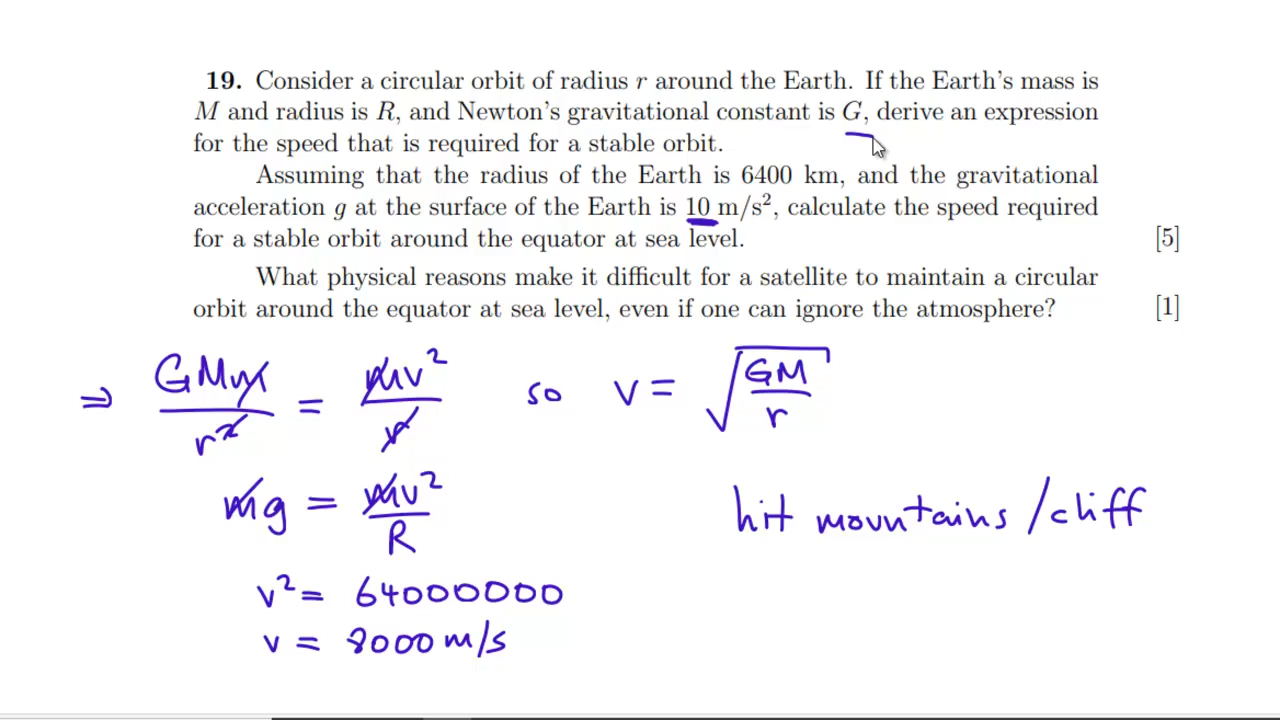 19. Consider a circular orbit of radius r around the Earth. If the Earth's mass is
M and radius is R, and Newton's gravitational constant is G, derive an expression
for the speed that is required for a stable orbit.
Assuming that the radius of the Earth is 6400 km, and the gravitational
acceleration g at the surface of the Earth is 10 m/s², calculate the speed required
for a stable orbit around the equator at sea level. [5]
What physical reasons make it difficult for a satellite to maintain a circular
orbit around the equator at sea level, even if one can ignore the atmosphere? [1]
⇒ GMm/r² = mv²/r so v = √(GM/r)
mg = mv²/R
hit mountains/cliff
v² = 64000000
v = 8000 m/s